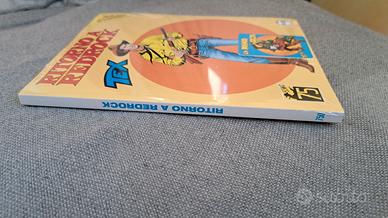 RITORNO A
REDROCK
TEX
75
RITORNO A REDROCK
TEX
subito